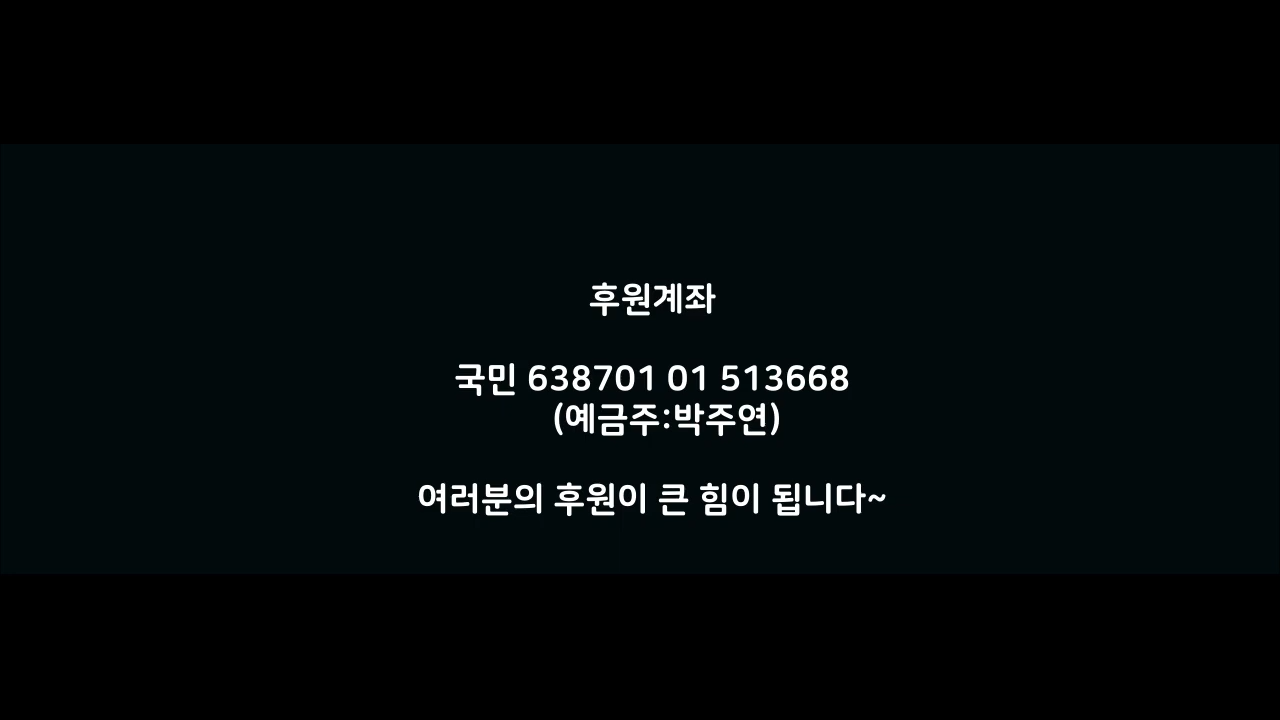 후원계좌
국민 638701 01 513668
(예금주:박주연)
여러분의 후원이 큰 힘이 됩니다~